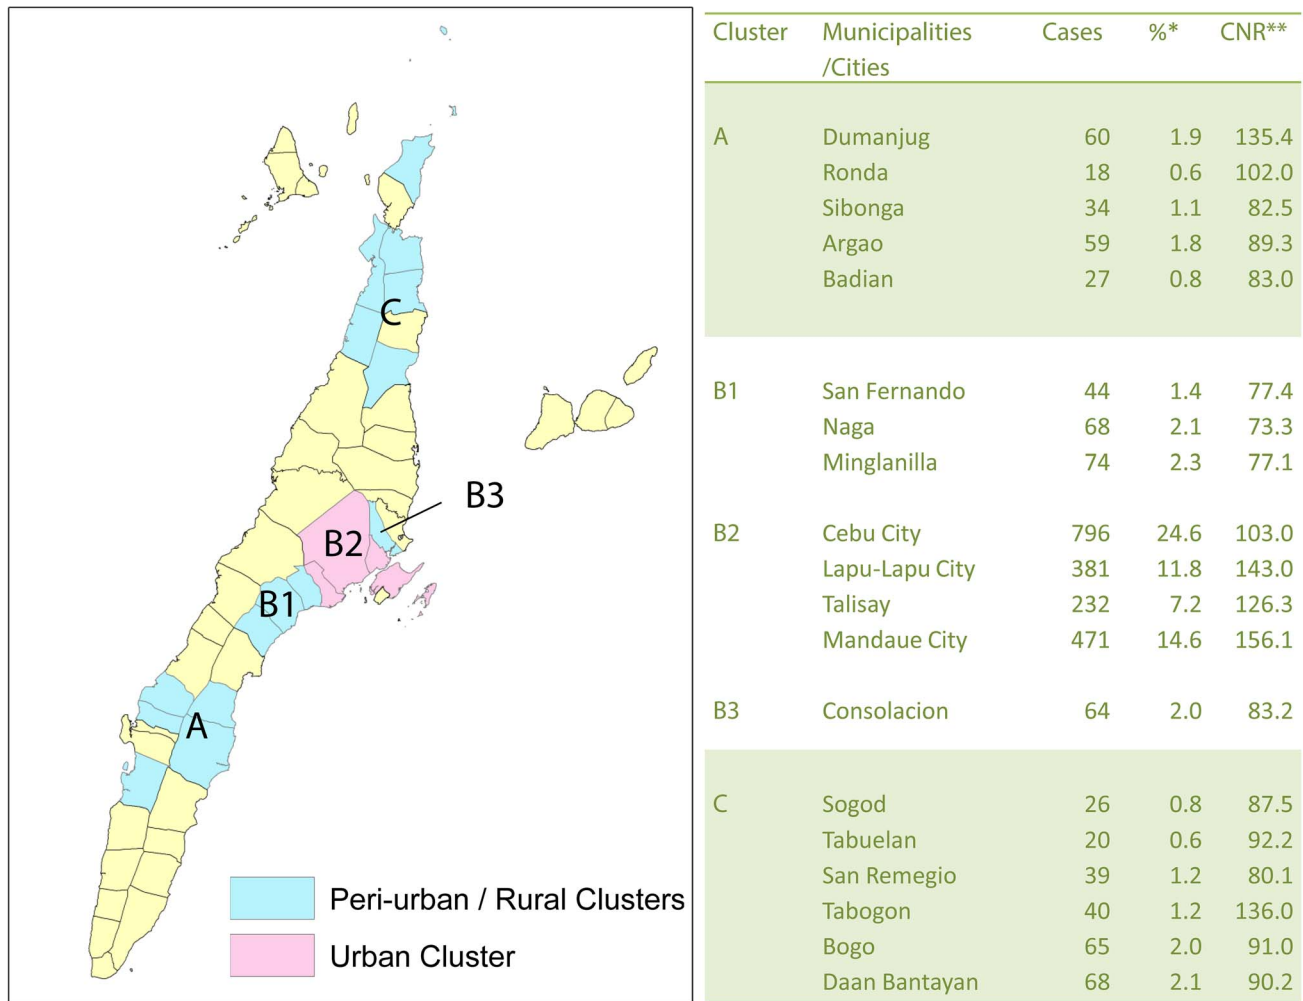 C
B3
B2
B1
A
Peri-urban / Rural Clusters
Urban Cluster
Cluster Municipalities /Cities Cases %* CNR**
A Dumanjug 60 1.9 135.4
Ronda 18 0.6 102.0
Sibonga 34 1.1 82.5
Argao 59 1.8 89.3
Badian 27 0.8 83.0
B1 San Fernando 44 1.4 77.4
Naga 68 2.1 73.3
Minglanilla 74 2.3 77.1
B2 Cebu City 796 24.6 103.0
Lapu-Lapu City 381 11.8 143.0
Talisay 232 7.2 126.3
Mandaue City 471 14.6 156.1
B3 Consolacion 64 2.0 83.2
C Sogod 26 0.8 87.5
Tabuelan 20 0.6 92.2
San Remegio 39 1.2 80.1
Tabogon 40 1.2 136.0
Bogo 65 2.0 91.0
Daan Bantayan 68 2.1 90.2